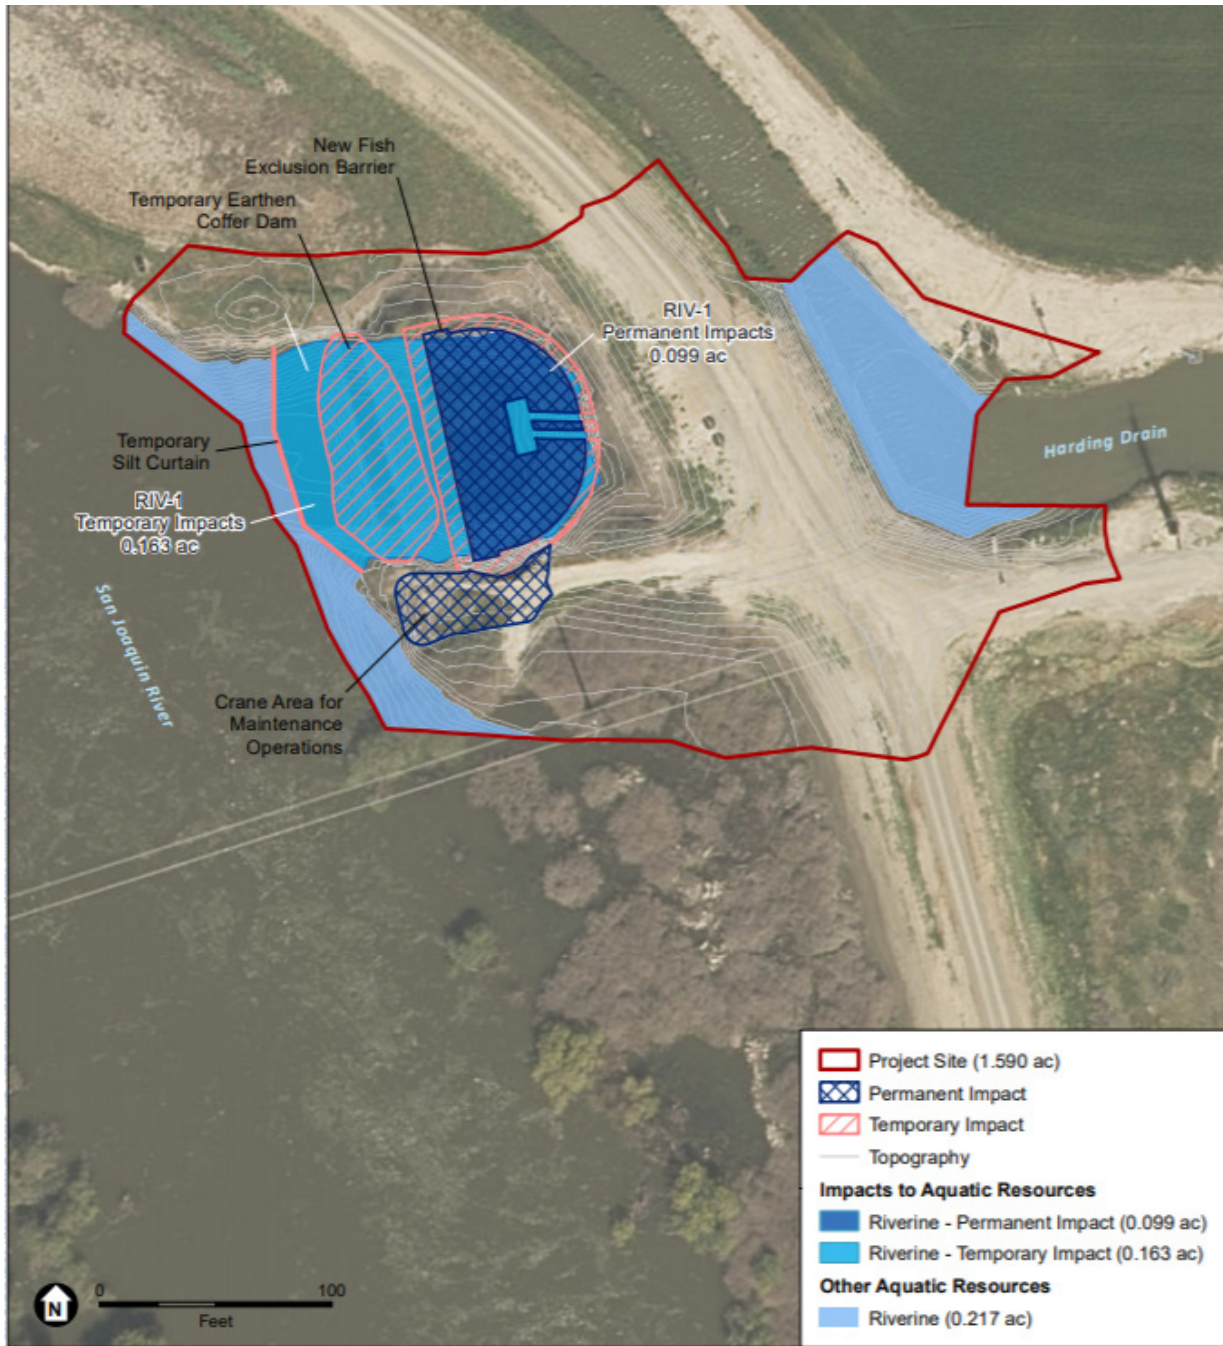 New Fish
Exclusion Barrier
Temporary Earthen
Coffer Dam
RIV-1
Permanent Impacts
0.099 ac
Harding Drain
Temporary
Silt Curtain
RIV-1
Temporary Impacts
0.163 ac
San Joaquin River
Crane Area for
Maintenance
Operations
Project Site (1.590 ac)
Permanent Impact
Temporary Impact
Topography
Impacts to Aquatic Resources
Riverine - Permanent Impact (0.099 ac)
Riverine - Temporary Impact (0.163 ac)
Other Aquatic Resources
Riverine (0.217 ac)
N
0 100
Feet